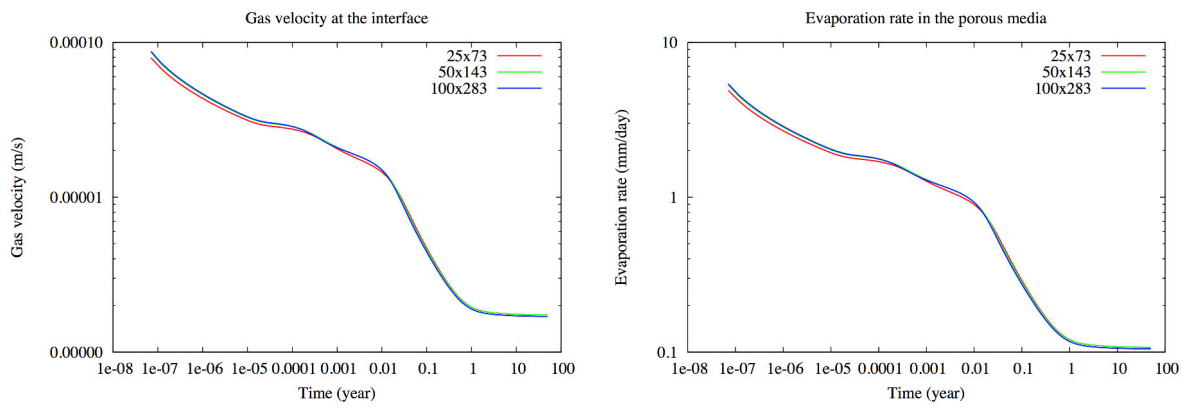 Gas velocity at the interface
0.00010
0.00001
0.00000
Gas velocity (m/s)
25x73
50x143
100x283
1e-08 1e-07 1e-06 1e-05 0.0001 0.001 0.01 0.1 1 10 100
Time (year)
Evaporation rate in the porous media
10
1
0.1
Evaporation rate (mm/day)
25x73
50x143
100x283
1e-08 1e-07 1e-06 1e-05 0.0001 0.001 0.01 0.1 1 10 100
Time (year)